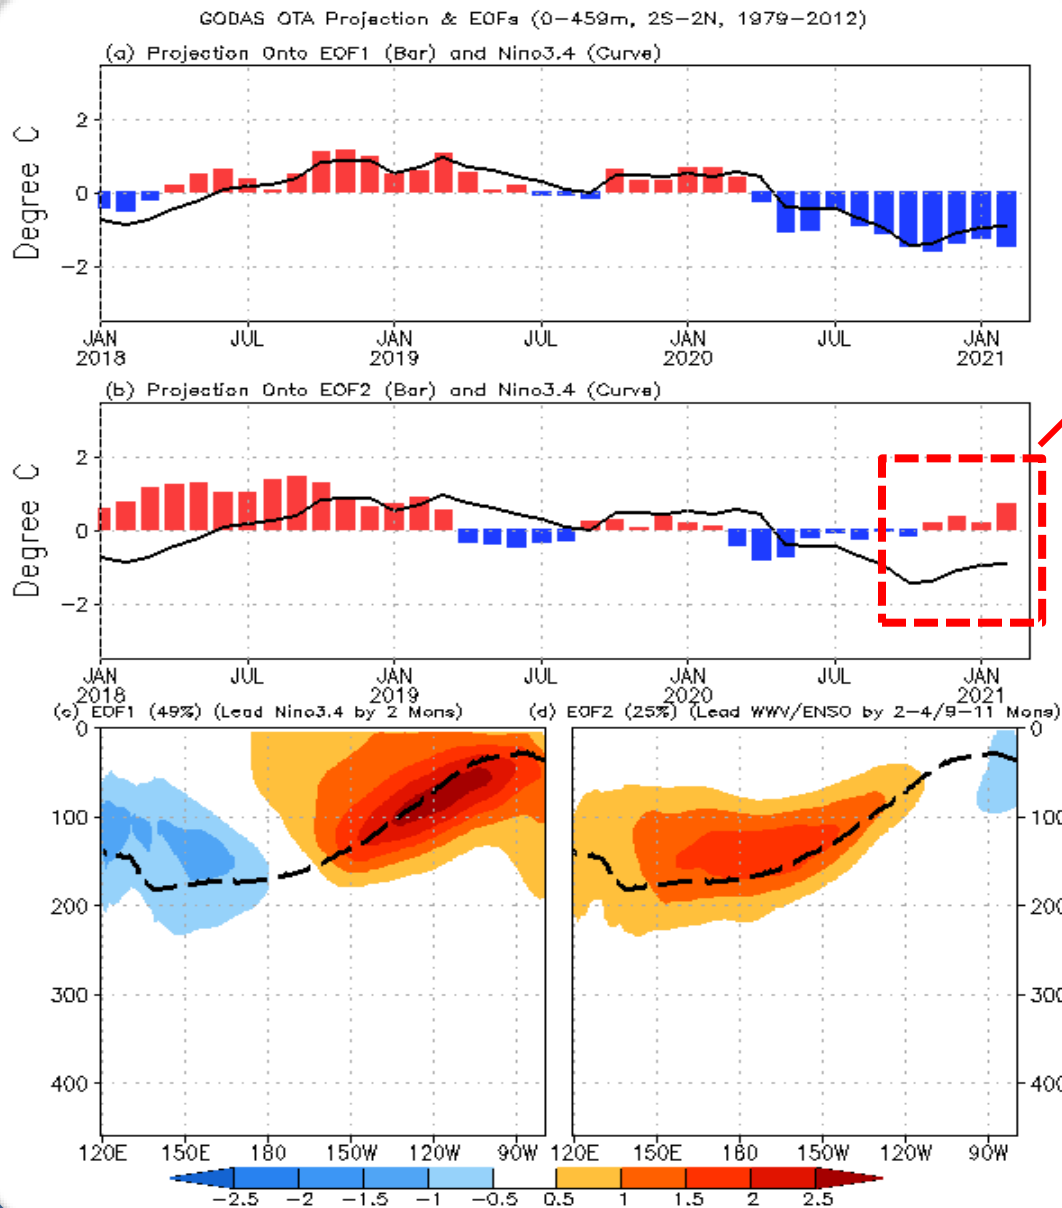 GODAS OTA Projection & EOFs (0-459m, 2S-2N, 1979-2012)
(a) Projection Onto EOF1 (Bar) and Nino3.4 (Curve)
Degree C
2
0
-2
JAN JUL JAN JUL JAN JUL JAN
2018 2019 2020 2021
(b) Projection Onto EOF2 (Bar) and Nino3.4 (Curve)
Degree C
2
0
-2
JAN JUL JAN JUL JAN JUL JAN
2018 2019 2020 2021
(c) EOF1 (49%) (Lead Nino3.4 by 2 Mons)
0
100
200
300
400
120E 150E 180 150W 120W 90W
(d) EOF2 (25%) (Lead WWV/ENSO by 2-4/9-11 Mons)
0
100
200
300
400
120E 150E 180 150W 120W 90W
-2.5 -2 -1.5 -1 -0.5 0.5 1 1.5 2 2.5